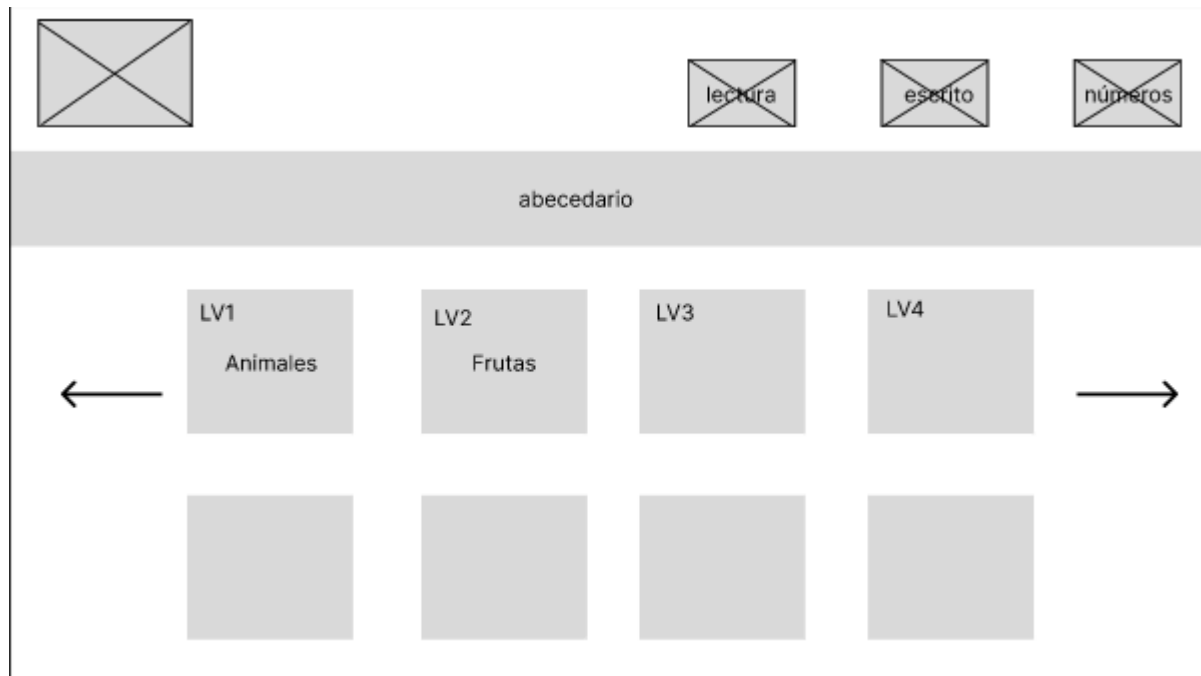 lectura
escrito
números
abecedario
LV1
Animales
LV2
Frutas
LV3
LV4